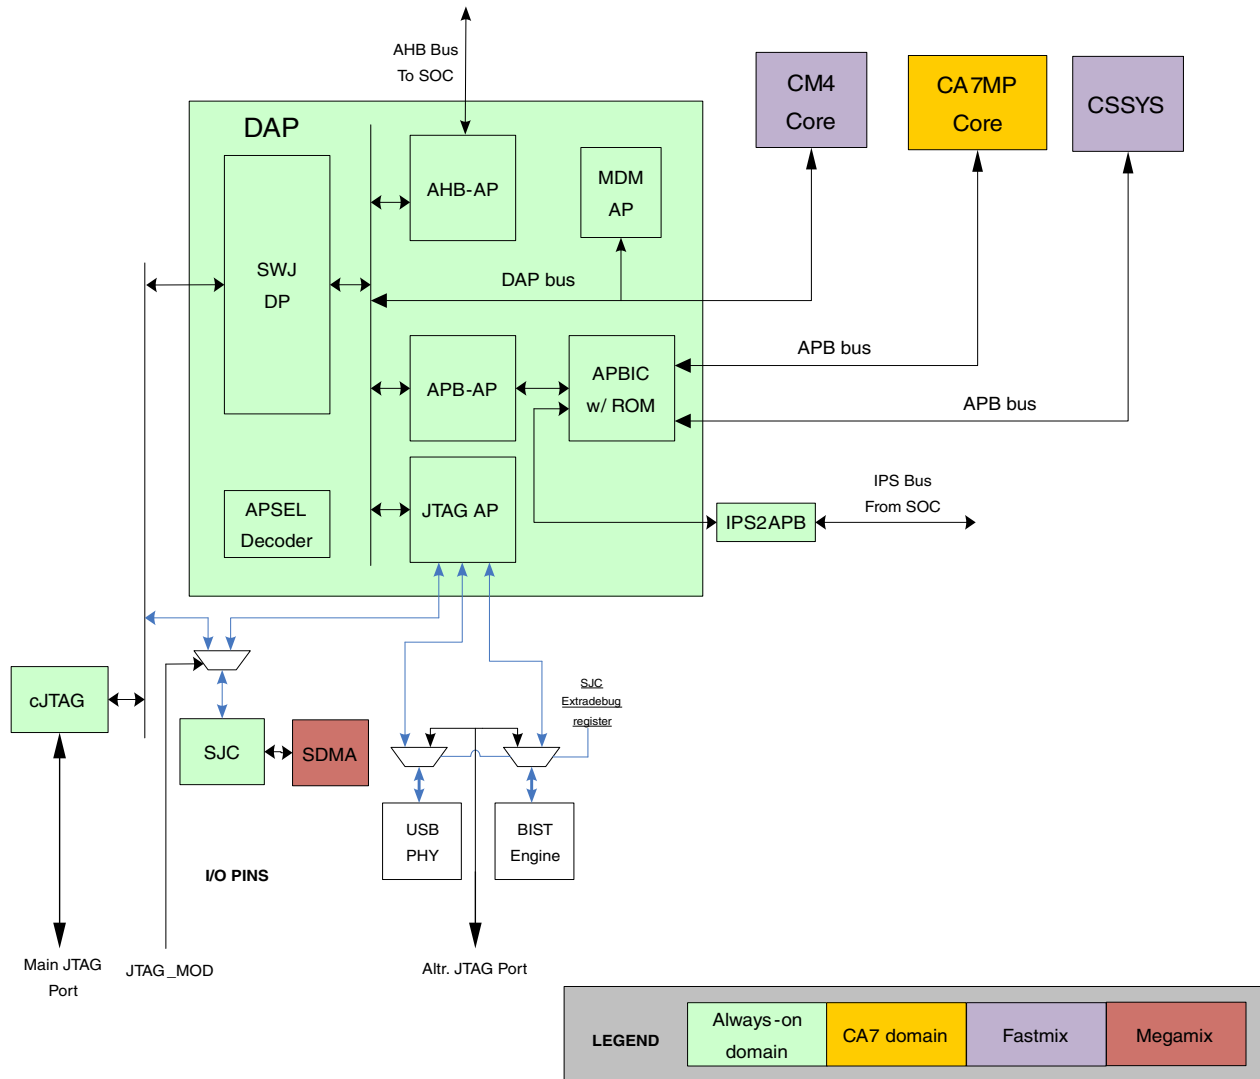 AHB Bus
To SOC
CM4
Core
CA7MP
Core
CSSYS
DAP
AHB-AP
MDM
AP
SWJ
DP
DAP bus
APB bus
APB-AP
APBIC
w/ ROM
APB bus
IPS Bus
From SOC
APSEL
Decoder
JTAG AP
IPS2APB
cJTAG
SJC
Extradebug
register
SJC
SDMA
USB
PHY
BIST
Engine
I/O PINS
Main JTAG
Port
JTAG_MOD
Altr. JTAG Port
LEGEND
Always-on
domain
CA7 domain
Fastmix
Megamix